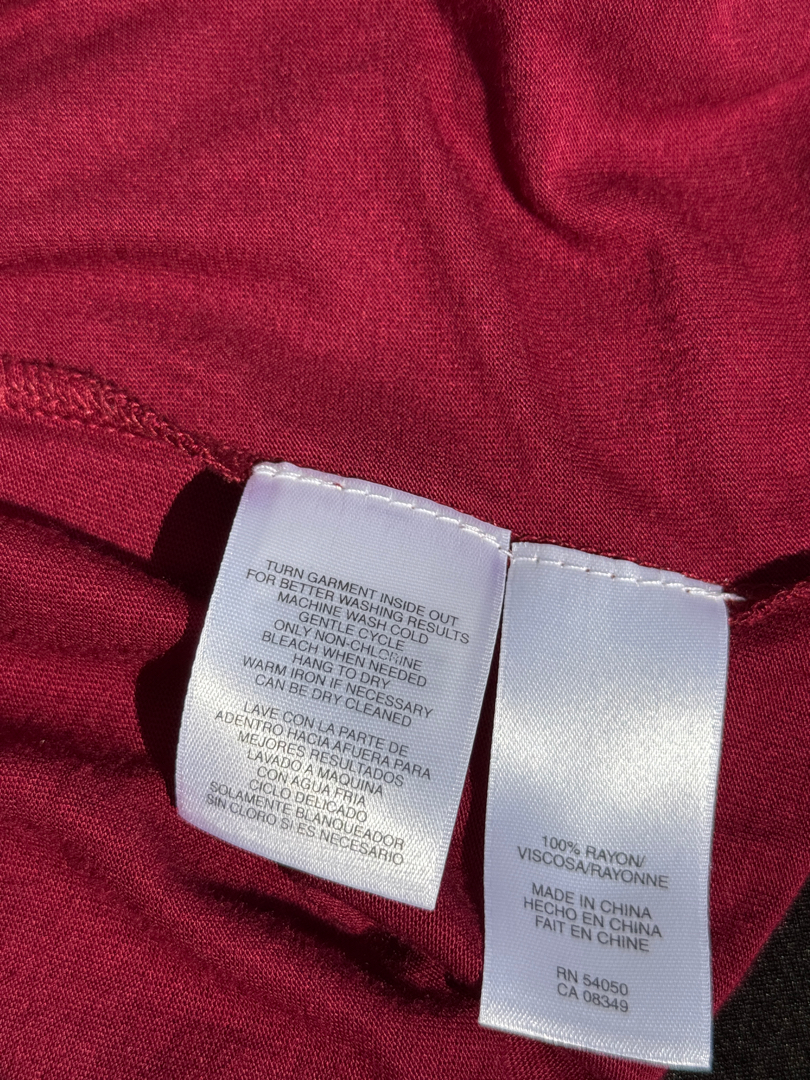 TURN GARMENT INSIDE OUT
FOR BETTER WASHING RESULTS
MACHINE WASH COLD
GENTLE CYCLE
ONLY NON-CHLORINE
BLEACH WHEN NEEDED
HANG TO DRY
WARM IRON IF NECESSARY
CAN BE DRY CLEANED
LAVE CON LA PARTE DE
ADENTRO HACIA AFUERA PARA
MEJORES RESULTADOS
LAVADO A MAQUINA
CON AGUA FRIA
CICLO DELICADO
SOLAMENTE BLANQUEADOR
SIN CLORO SI ES NECESARIO
100% RAYON/
VISCOSA/RAYONNE
MADE IN CHINA
HECHO EN CHINA
FAIT EN CHINE
RN 54050
CA 08349